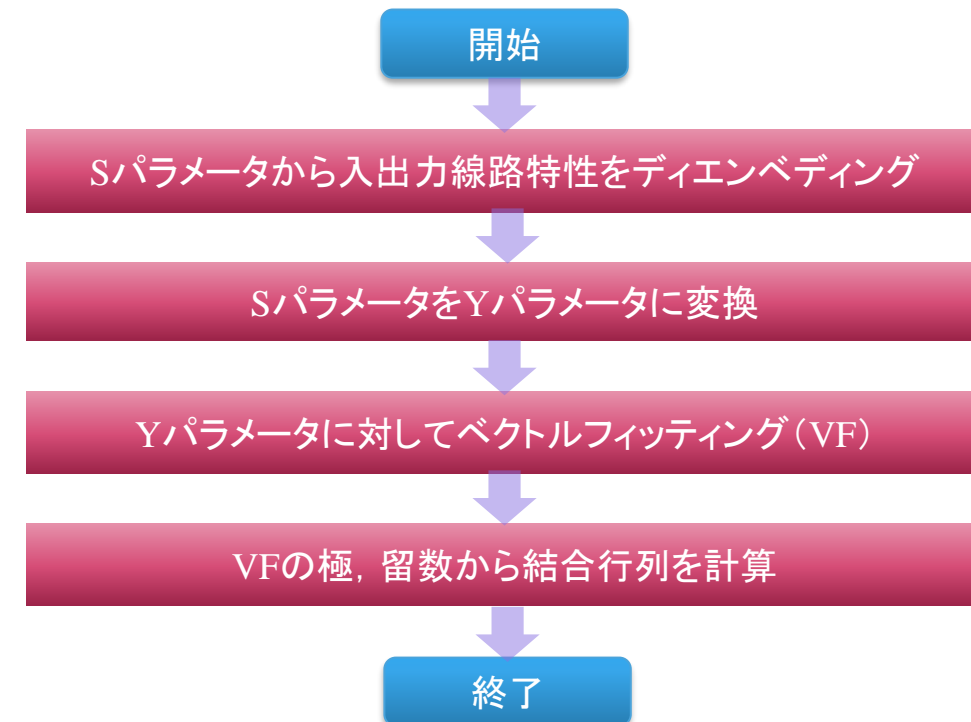 開始
Sパラメータから入出力線路特性をディエンベディング
SパラメータをYパラメータに変換
Yパラメータに対してベクトルフィッティング（VF）
VFの極，留数から結合行列を計算
終了